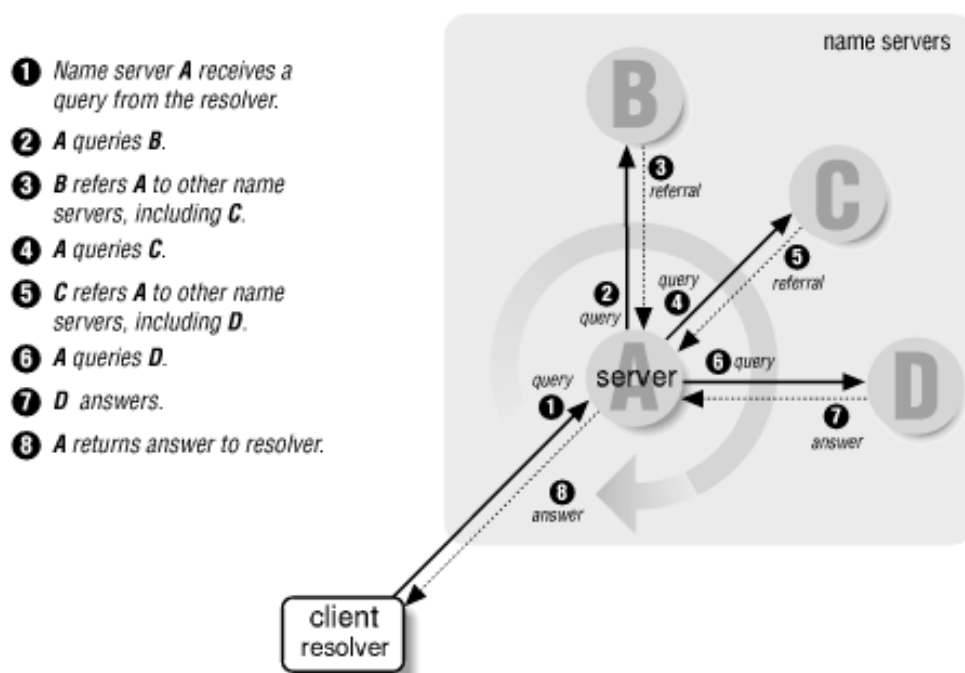 name servers
1 Name server A receives a
query from the resolver.
2 A queries B.
3 B refers A to other name
servers, including C.
4 A queries C.
5 C refers A to other name
servers, including D.
6 A queries D.
7 D answers.
8 A returns answer to resolver.
B
3
referral
C
5
referral
2
query
query
4
A
server
6 query
D
7
answer
query
1
8
answer
client
resolver